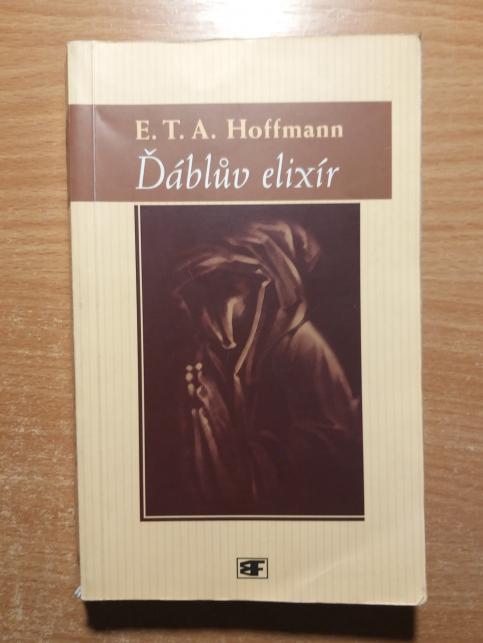 E. T. A. Hoffmann
Ďáblův elixír